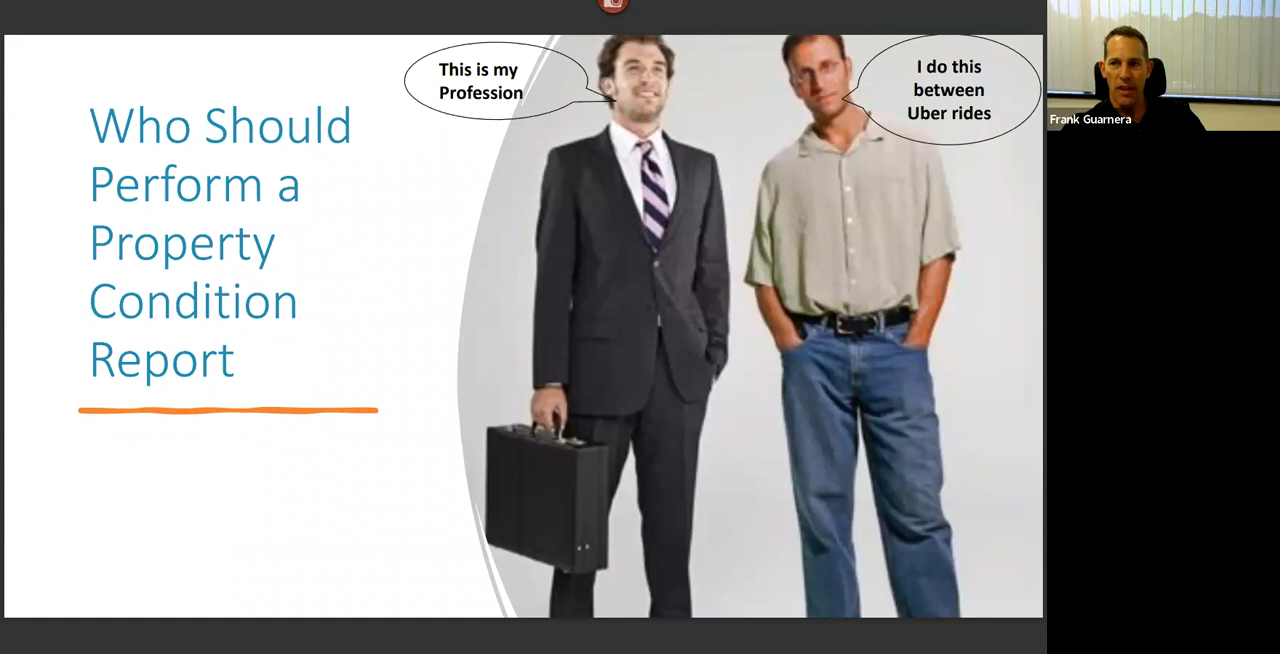 Who Should
Perform a
Property
Condition
Report
This is my
Profession
I do this
between
Uber rides
Frank Guarnera